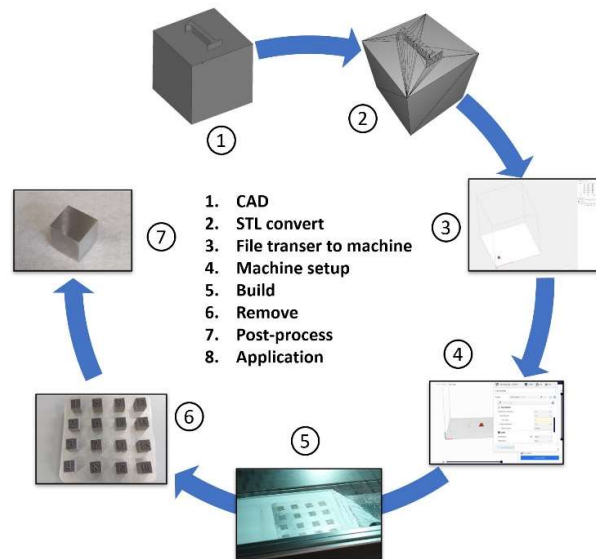 1
2
3
4
5
6
7
1. CAD
2. STL convert
3. File transer to machine
4. Machine setup
5. Build
6. Remove
7. Post-process
8. Application